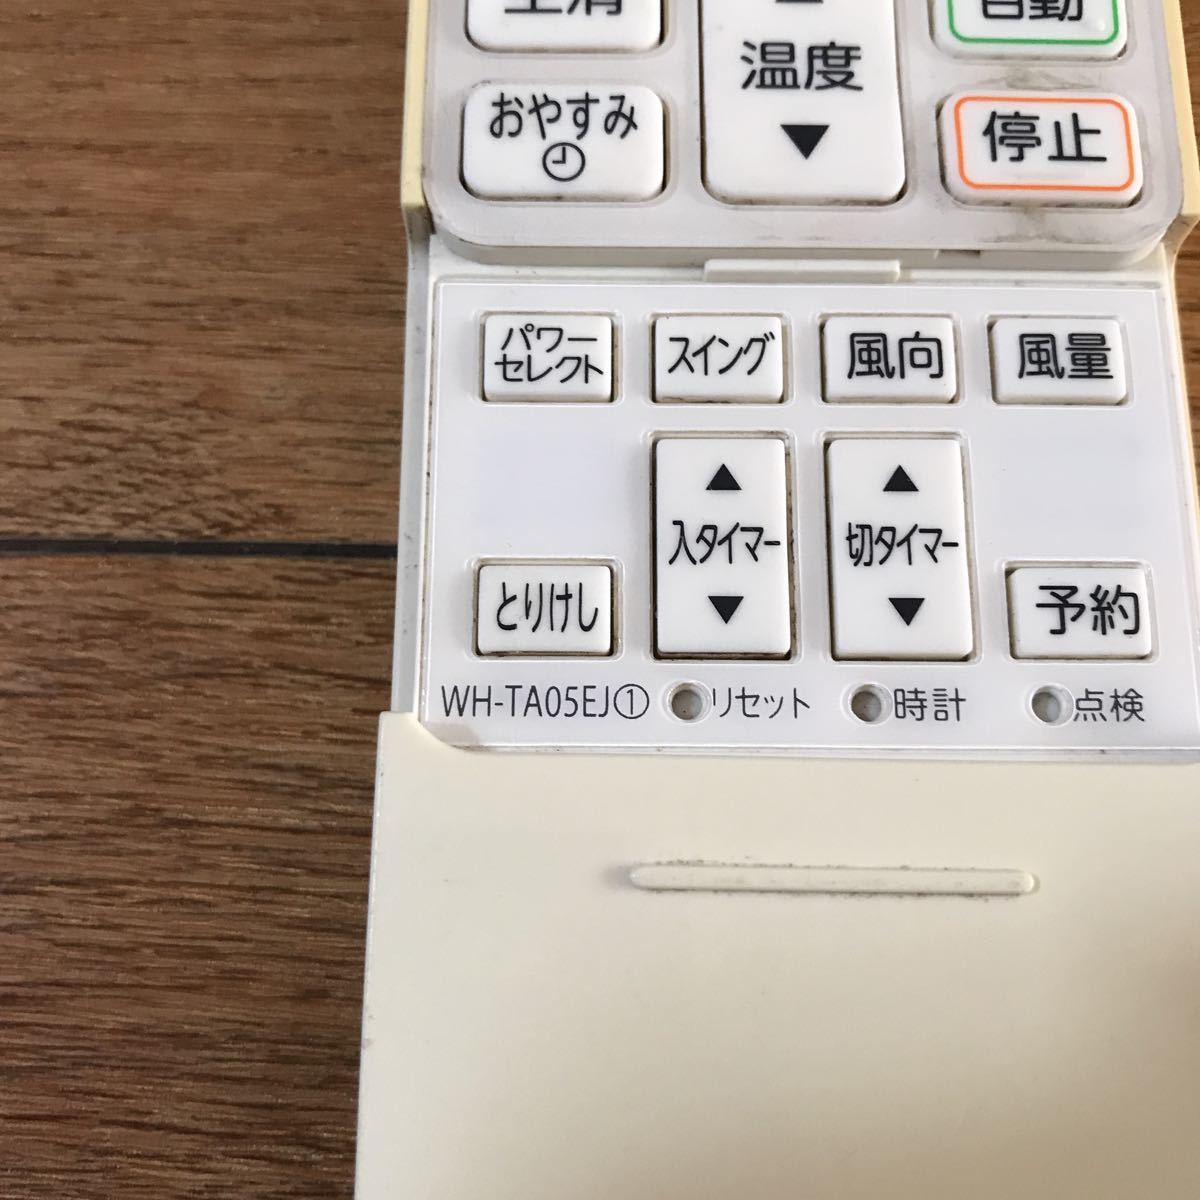 温度
自動
おやすみ
停止
パワー
セレクト
スイング
風向
風量
入タイマー
切タイマー
とりけし
予約
WH-TA05EJ① リセット 時計 点検